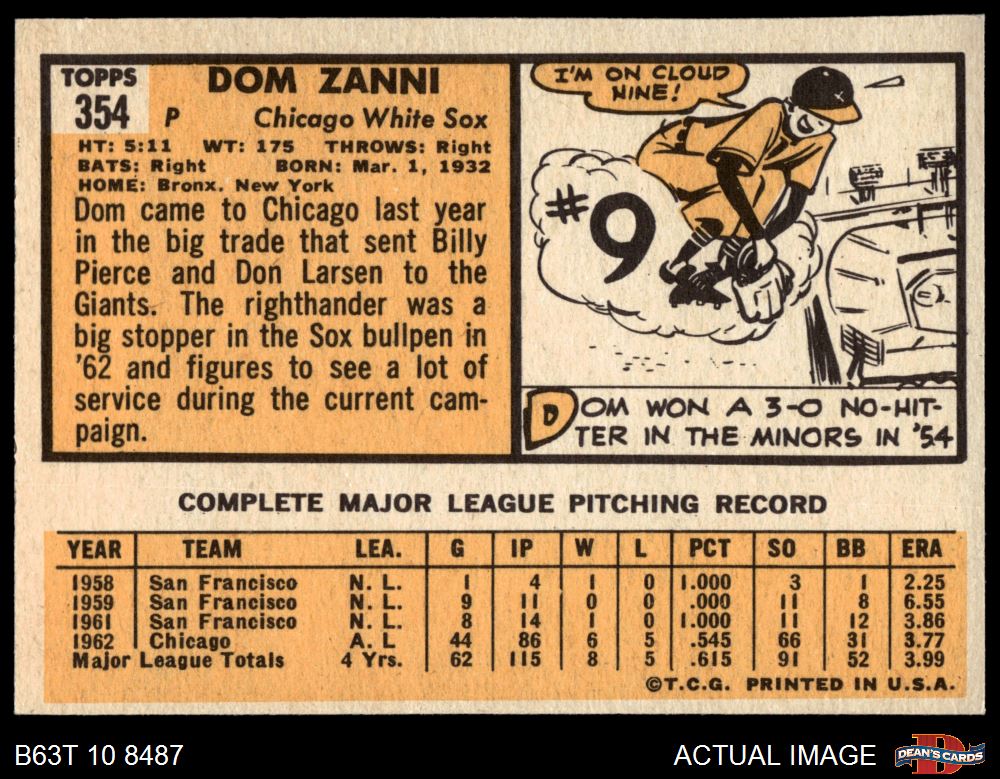 TOPPS
354
DOM ZANNI
P Chicago White Sox
HT: 5:11 WT: 175 THROWS: Right
BATS: Right BORN: Mar. 1, 1932
HOME: Bronx. New York
Dom came to Chicago last year
in the big trade that sent Billy
Pierce and Don Larsen to the
Giants. The righthander was a
big stopper in the Sox bullpen in
'62 and figures to see a lot of
service during the current cam-
paign.
I'M ON CLOUD
NINE!
#9
DOM WON A 3-0 NO-HIT-
TER IN THE MINORS IN '54
COMPLETE MAJOR LEAGUE PITCHING RECORD
YEAR TEAM LEA. G IP W L PCT SO BB ERA
1958 San Francisco N. L. 1 4 1 0 1.000 3 1 2.25
1959 San Francisco N. L. 9 11 0 0 .000 11 8 6.55
1961 San Francisco N. L. 8 14 1 0 1.000 11 12 3.86
1962 Chicago A. L 44 86 6 5 .545 66 31 3.77
Major League Totals 4 Yrs. 62 115 8 5 .615 91 52 3.99
©T.C.G. PRINTED IN U.S.A.
B63T 10 8487
ACTUAL IMAGE
D
DEAN'S CARDS